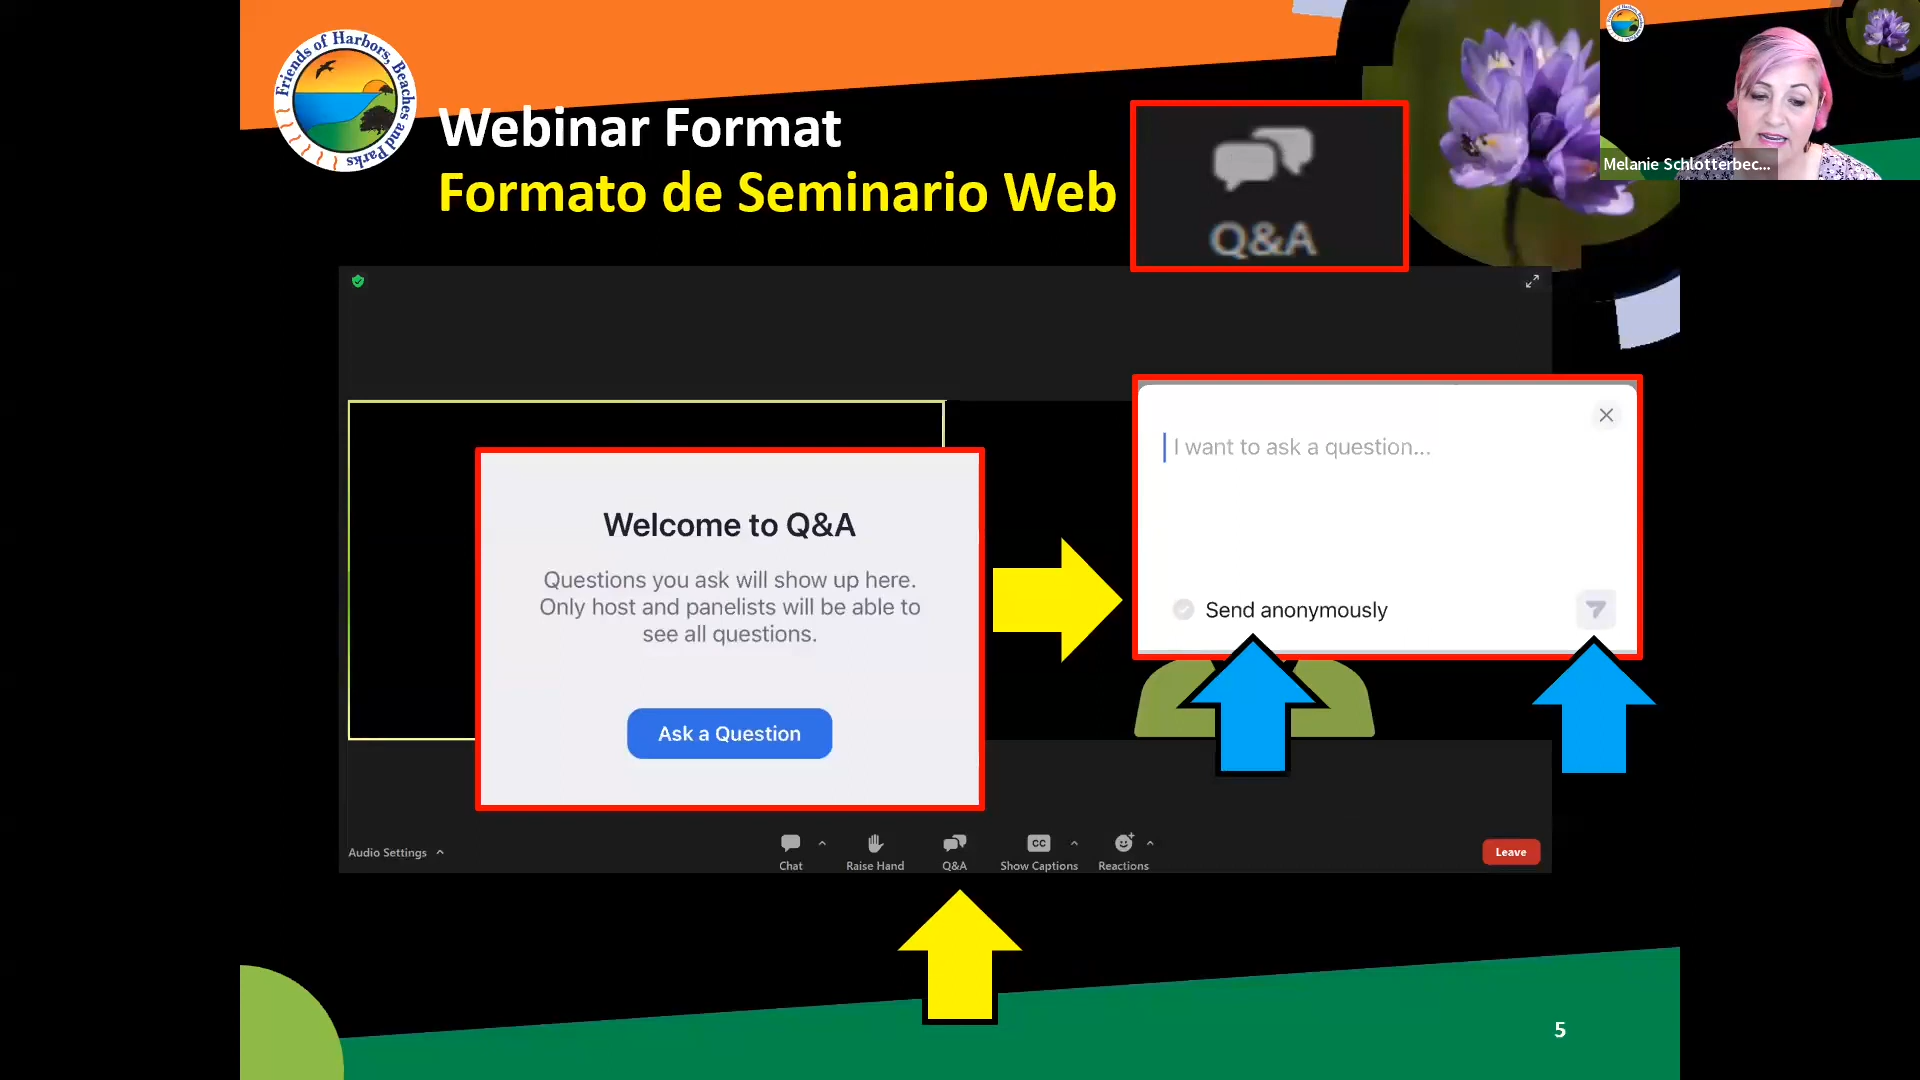 Friends of Harbors, Beaches and Parks
Webinar Format
Formato de Seminario Web
Q&A
Melanie Schlotterbec...
Welcome to Q&A
Questions you ask will show up here.
Only host and panelists will be able to
see all questions.
Ask a Question
I want to ask a question...
Send anonymously
Audio Settings
Chat
Raise Hand
Q&A
CC
Show Captions
Reactions
Leave
5